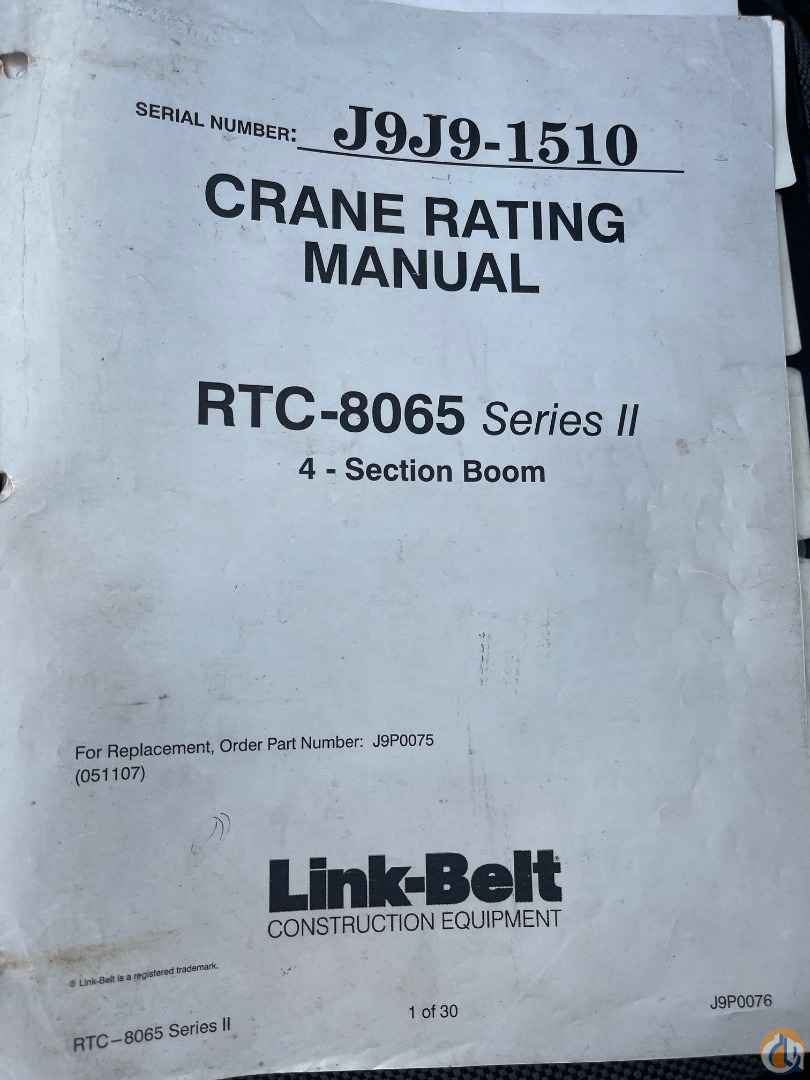 SERIAL NUMBER: J9J9-1510
CRANE RATING
MANUAL
RTC-8065 Series II
4 - Section Boom
For Replacement, Order Part Number: J9P0075
(051107)
Link-Belt®
CONSTRUCTION EQUIPMENT
® Link-Belt is a registered trademark.
RTC-8065 Series II
1 of 30
J9P0076